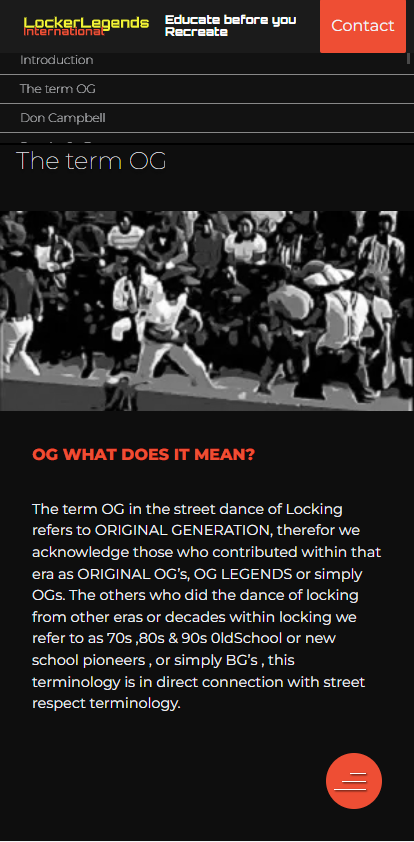 LockerLegends
International
Educate before you
Recreate
Contact
Introduction
The term OG
Don Campbell
The term OG
OG WHAT DOES IT MEAN?
The term OG in the street dance of Locking
refers to ORIGINAL GENERATION, therefor we
acknowledge those who contributed within that
era as ORIGINAL OG’s, OG LEGENDS or simply
OGs. The others who did the dance of locking
from other eras or decades within locking we
refer to as 70s ,80s & 90s 0ldSchool or new
school pioneers , or simply BG’s , this
terminology is in direct connection with street
respect terminology.